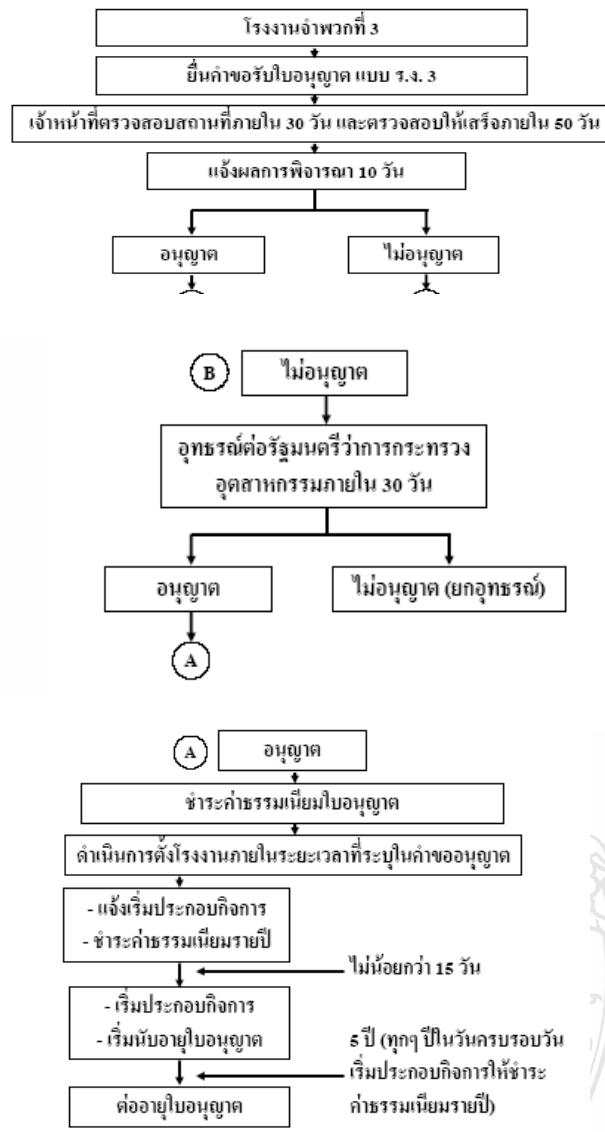 โรงงานจำพวกที่ 3
ยื่นคำขอรับใบอนุญาต แบบ ร.ง. 3
เจ้าหน้าที่ตรวจสอบสถานที่ภายใน 30 วัน และตรวจสอบให้เสร็จภายใน 50 วัน
แจ้งผลการพิจารณา 10 วัน
อนุญาต
ไม่อนุญาต
B
ไม่อนุญาต
อุทธรณ์ต่อรัฐมนตรีว่าการกระทรวง
อุตสาหกรรมภายใน 30 วัน
อนุญาต
ไม่อนุญาต (ยกอุทธรณ์)
A
A
อนุญาต
ชำระค่าธรรมเนียมใบอนุญาต
ดำเนินการตั้งโรงงานภายในระยะเวลาที่ระบุในคำขออนุญาต
- แจ้งเริ่มประกอบกิจการ
- ชำระค่าธรรมเนียมรายปี
ไม่น้อยกว่า 15 วัน
- เริ่มประกอบกิจการ
- เริ่มนับอายุใบอนุญาต
5 ปี (ทุกๆ ปีในวันครบรอบวัน
เริ่มประกอบกิจการให้ชำระ
ค่าธรรมเนียมรายปี)
ต่ออายุใบอนุญาต